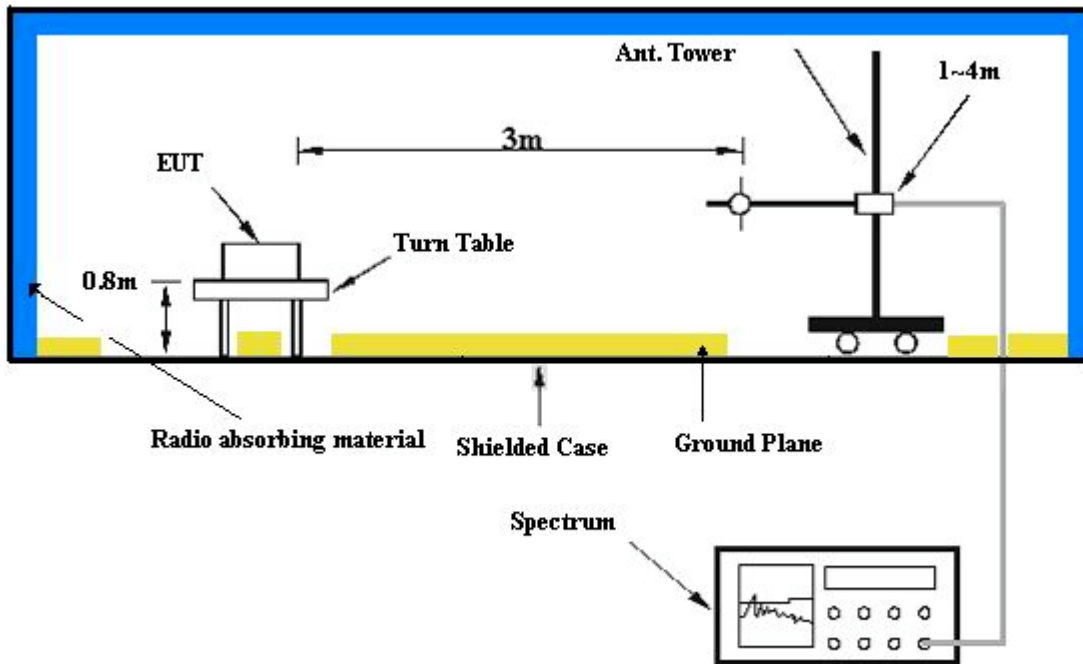 Ant. Tower
1~4m
3m
EUT
Turn Table
0.8m
Radio absorbing material
Shielded Case
Ground Plane
Spectrum